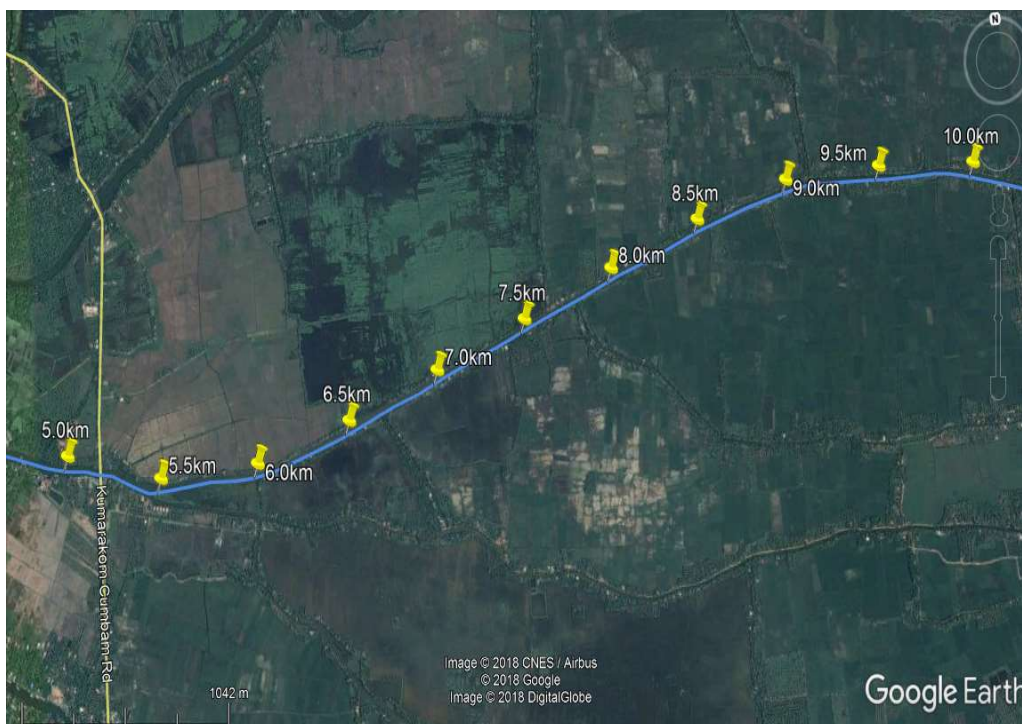 N
10.0km
9.5km
9.0km
8.5km
8.0km
7.5km
7.0km
6.5km
5.0km
5.5km
6.0km
Kumarakom-Cumbam Rd
1042 m
Image © 2018 CNES / Airbus
© 2018 Google
Image © 2018 DigitalGlobe
Google Earth